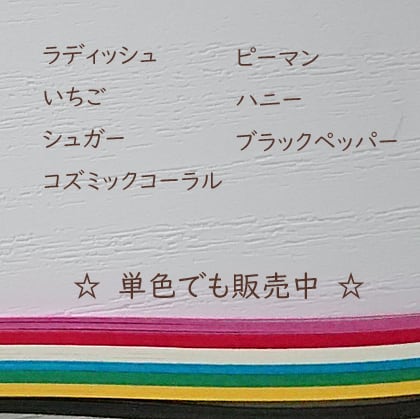 ラディッシュ
いちご
シュガー
コズミックコーラル
ピーマン
ハニー
ブラックペッパー
☆ 単色でも販売中 ☆